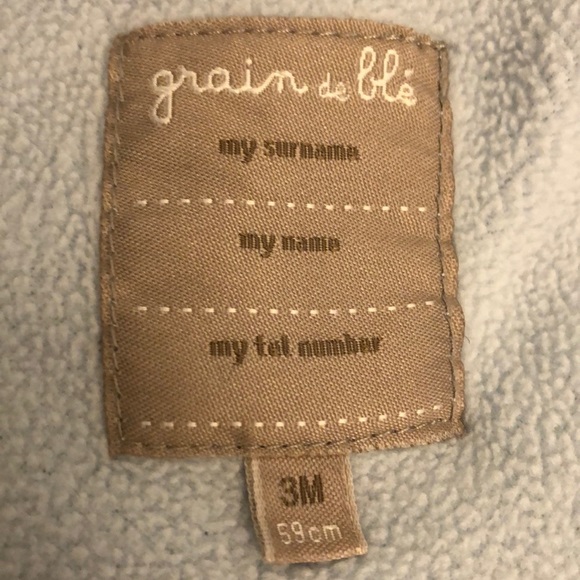 grain de blé
my surname
my name
my tel number
3M
59cm